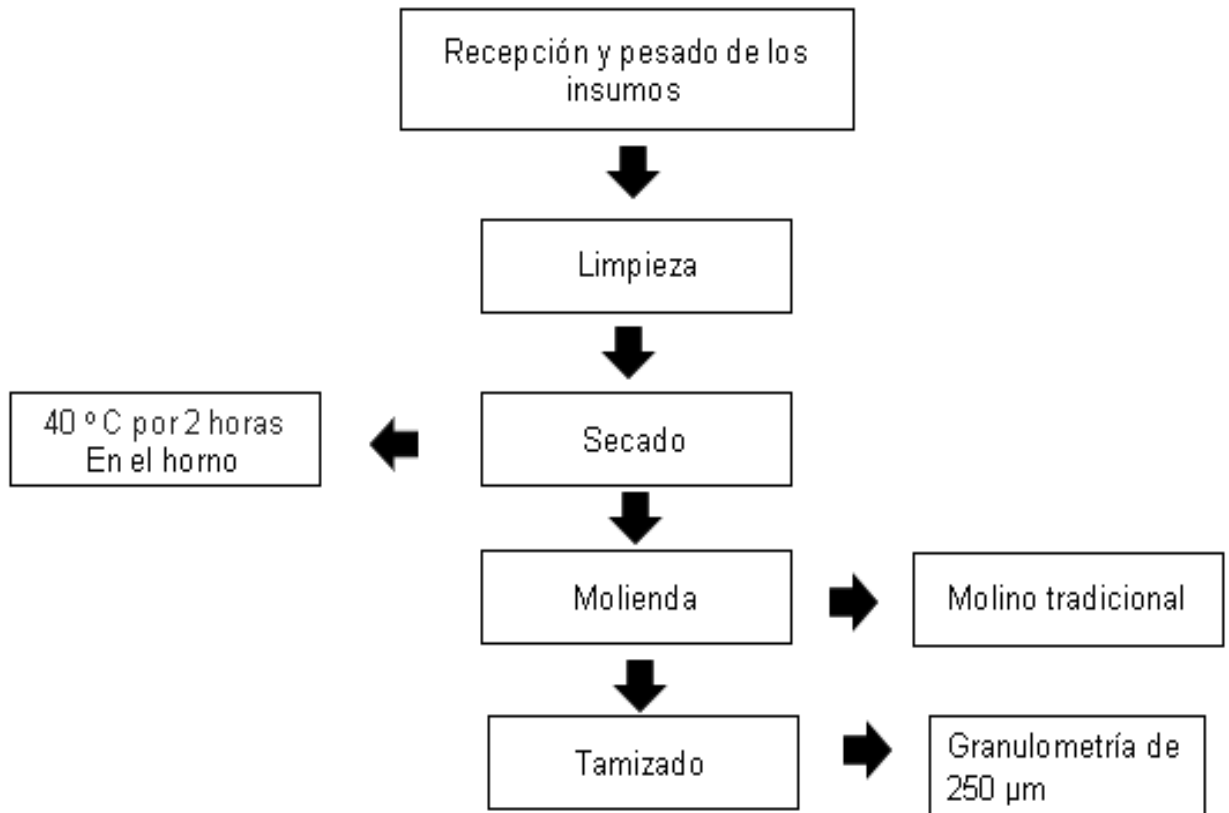 Recepción y pesado de los
insumos
Limpieza
40 º C por 2 horas
En el horno
Secado
Molienda
Molino tradicional
Tamizado
Granulometría de
250 µm